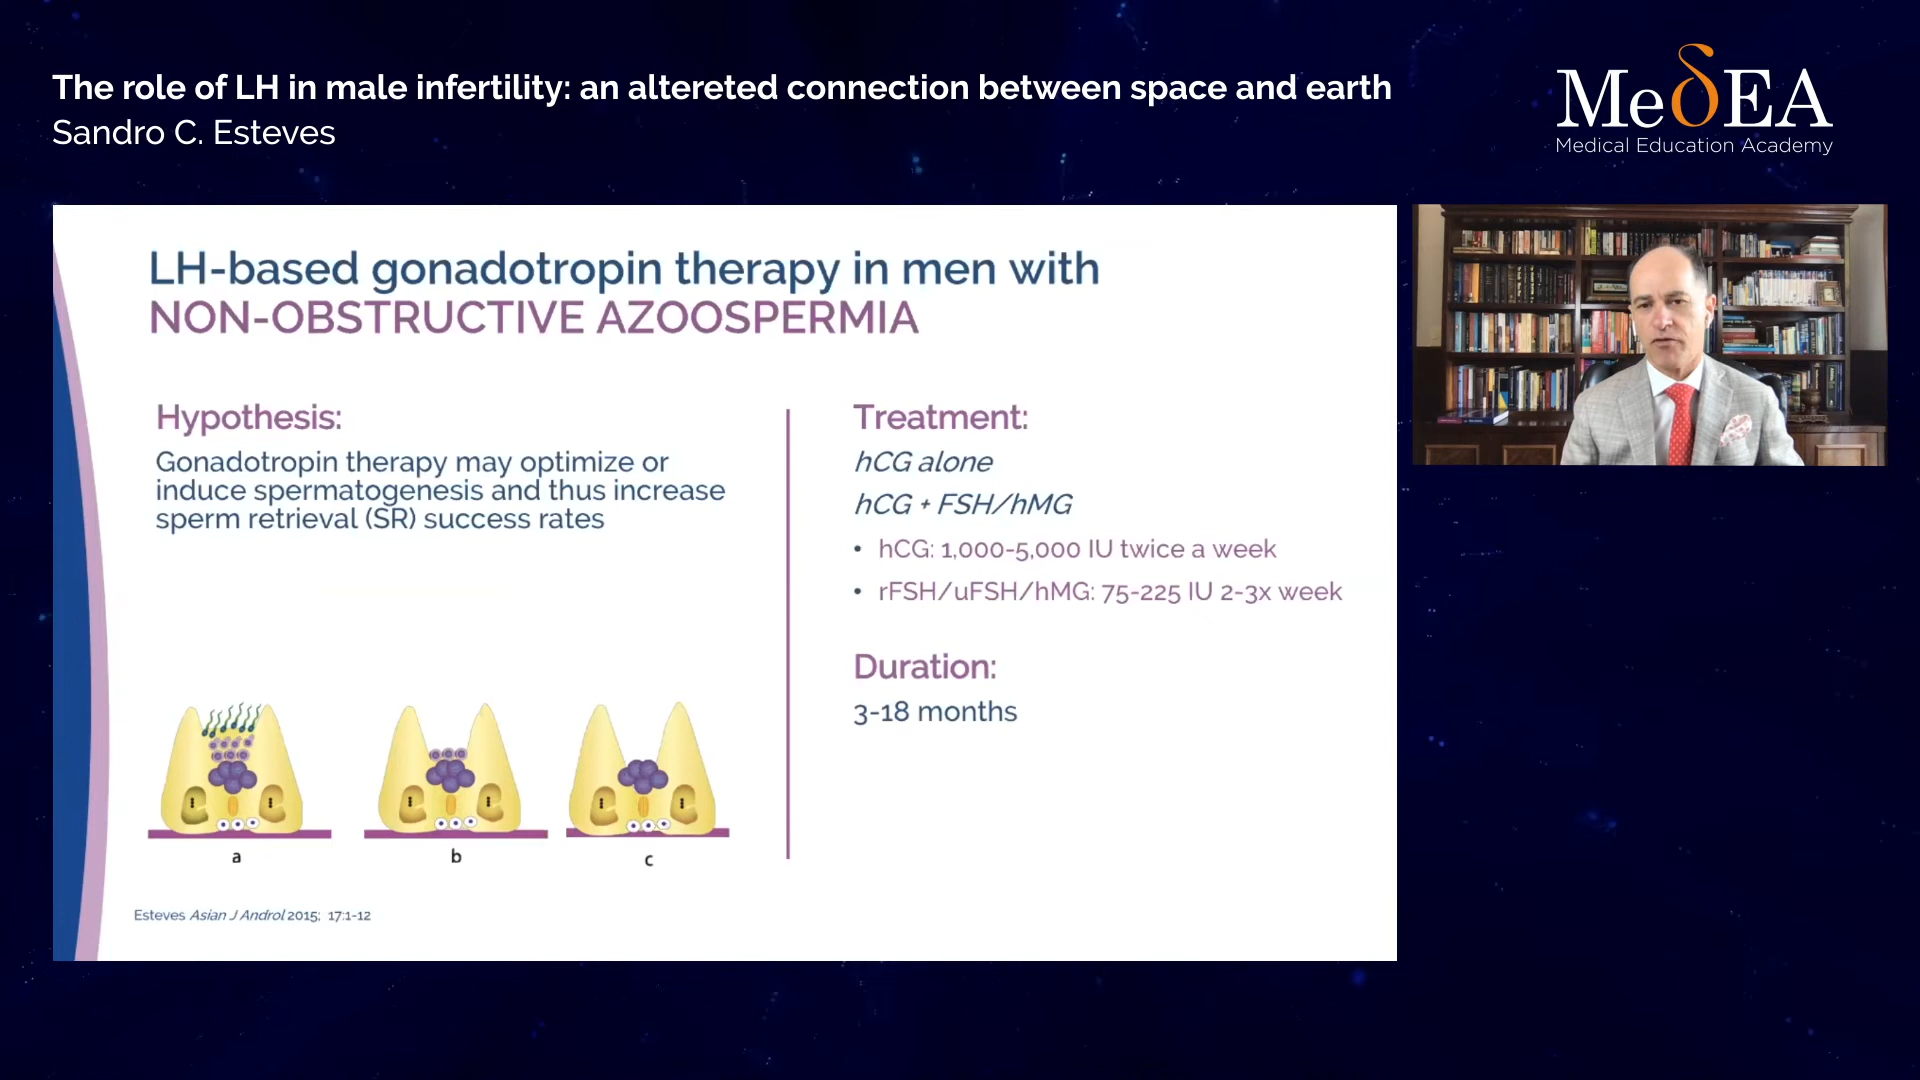 The role of LH in male infertility: an altereted connection between space and earth
Sandro C. Esteves
MeδEA
Medical Education Academy
LH-based gonadotropin therapy in men with
NON-OBSTRUCTIVE AZOOSPERMIA
Hypothesis:
Gonadotropin therapy may optimize or
induce spermatogenesis and thus increase
sperm retrieval (SR) success rates
a
b
c
Esteves Asian J Androl 2015; 17:1-12
Treatment:
hCG alone
hCG + FSH/hMG
• hCG: 1,000-5,000 IU twice a week
• rFSH/uFSH/hMG: 75-225 IU 2-3x week
Duration:
3-18 months